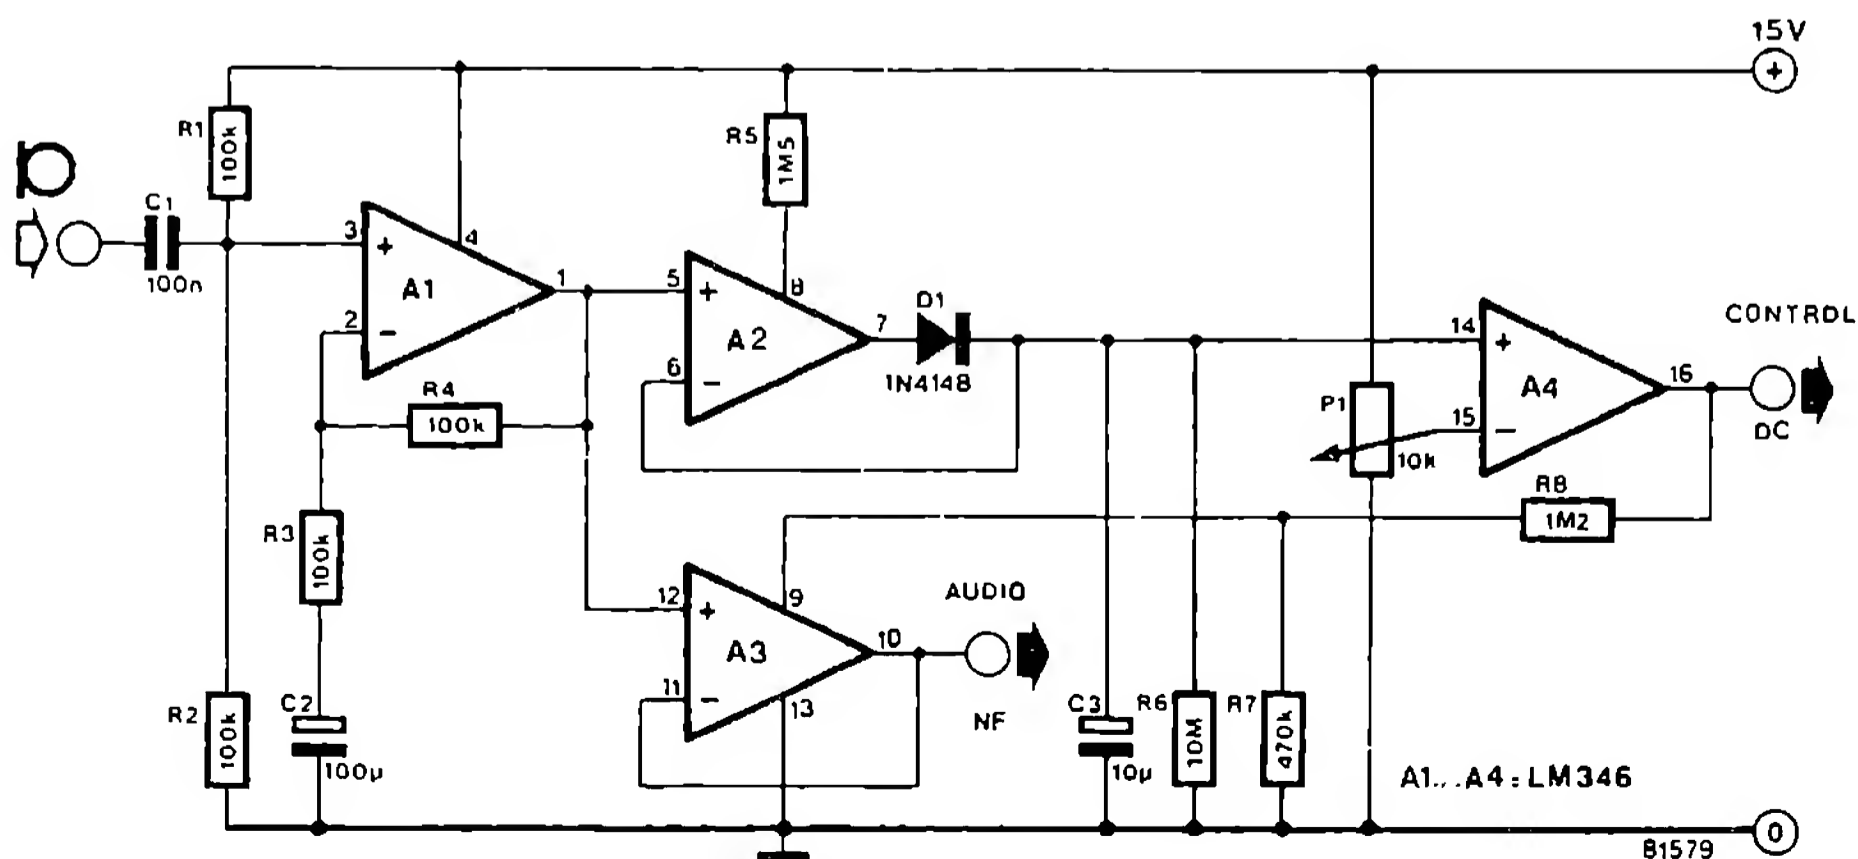 15V
+
R1
100k
R5
1M5
C1
100n
3
+
4
A1
1
2
-
5
+
8
A2
7
6
-
D1
1N4148
14
+
A4
16
15
-
CONTROL
DC
P1
10k
R4
100k
R3
100k
R8
1M2
12
+
9
A3
10
11
-
13
AUDIO
NF
R2
100k
C2
100µ
C3
10µ
R6
10M
R7
470k
A1...A4=LM346
0
81579